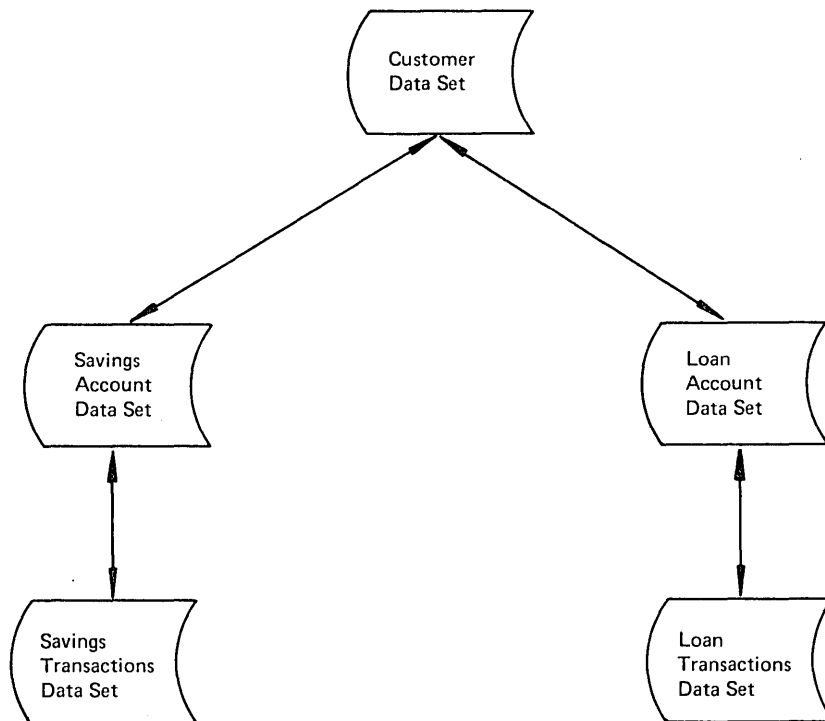 Customer
Data Set
Savings
Account
Data Set
Loan
Account
Data Set
Savings
Transactions
Data Set
Loan
Transactions
Data Set